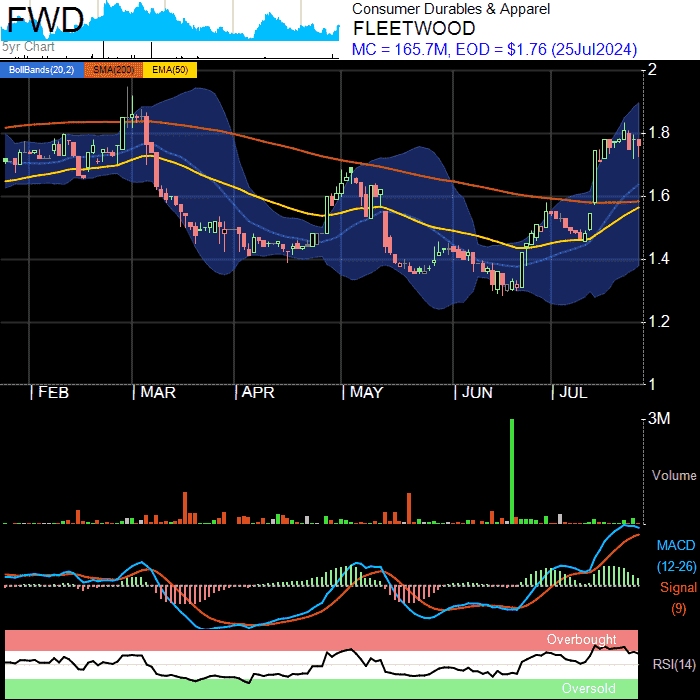 FWD
5yr Chart
Consumer Durables & Apparel
FLEETWOOD
MC = 165.7M, EOD = $1.76 (25Jul2024)
BollBands(20,2) SMA(200) EMA(50)
2
1.8
1.6
1.4
1.2
1
| FEB | MAR | APR | MAY | JUN | JUL
3M
Volume
MACD
(12-26)
Signal
(9)
Overbought
RSI(14)
Oversold